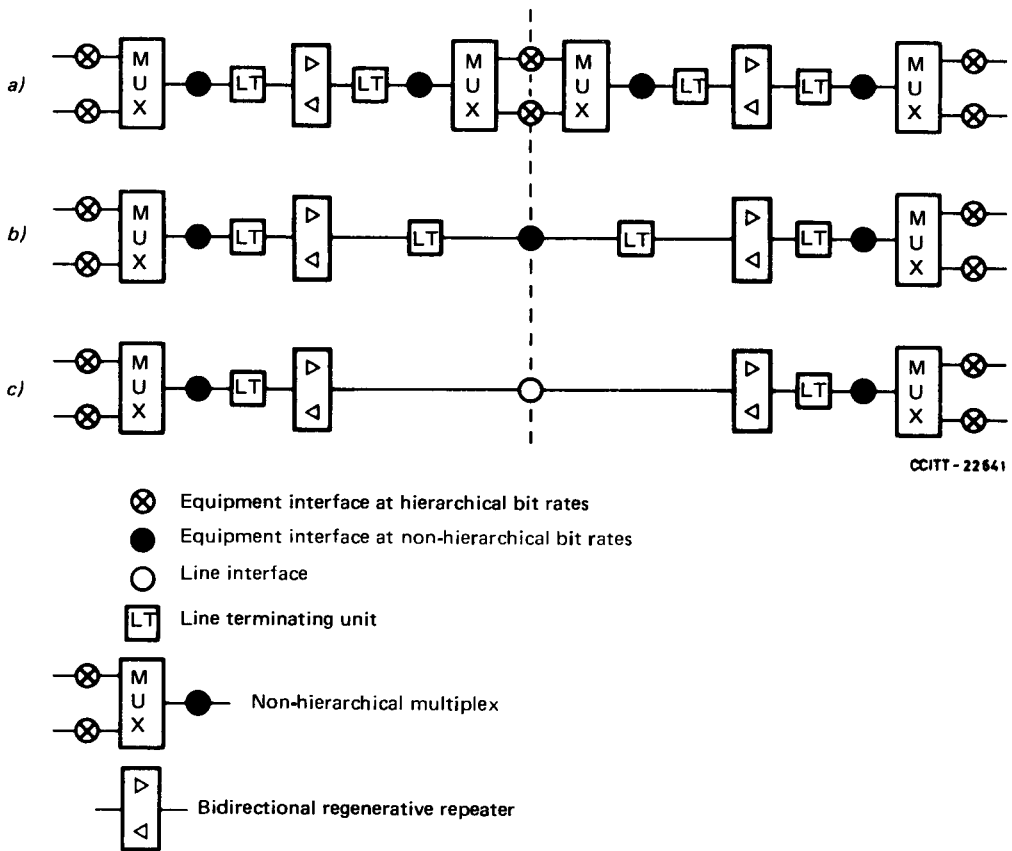 a)
M U X
LT
LT
M U X
M U X
LT
LT
M U X
b)
M U X
LT
LT
LT
LT
M U X
c)
M U X
LT
LT
M U X
CCITT - 22641
Equipment interface at hierarchical bit rates
Equipment interface at non-hierarchical bit rates
Line interface
LT Line terminating unit
M U X Non-hierarchical multiplex
Bidirectional regenerative repeater